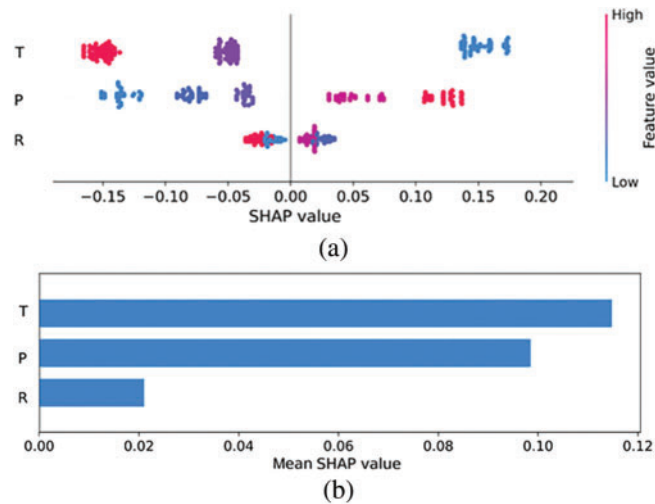 High
T
P
R
Feature value
Low
−0.15 −0.10 −0.05 0.00 0.05 0.10 0.15 0.20
SHAP value
(a)
T
P
R
0.00 0.02 0.04 0.06 0.08 0.10 0.12
Mean SHAP value
(b)